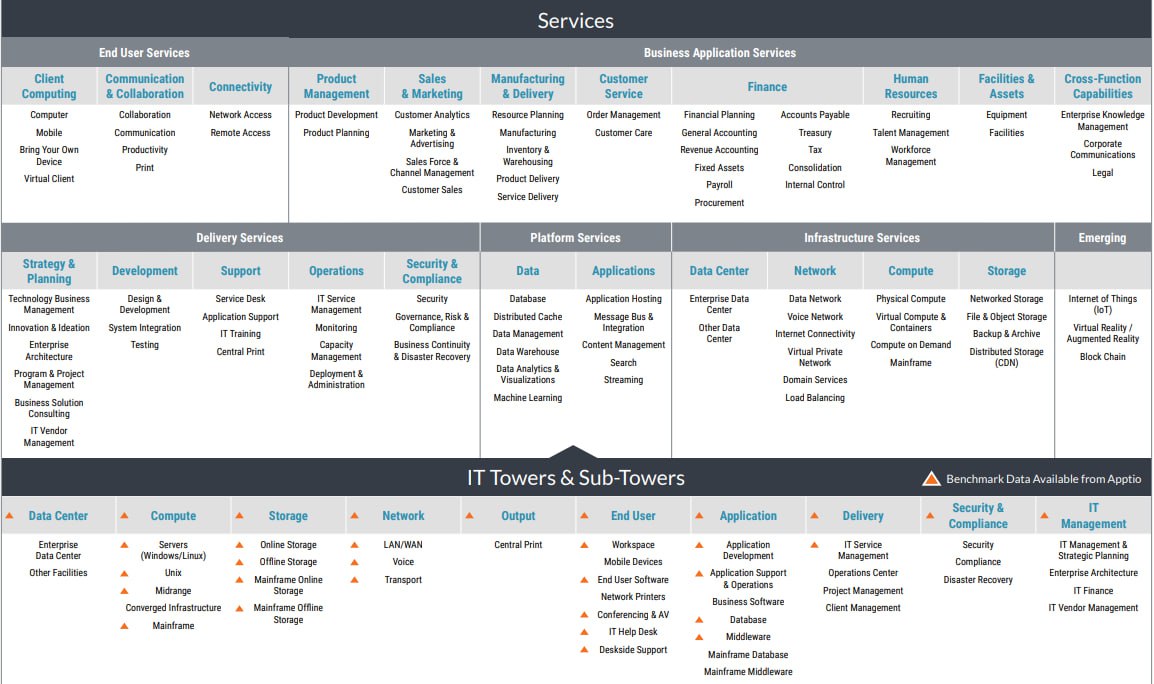 Services
End User Services
Business Application Services
Client
Computing
Communication
& Collaboration
Connectivity
Product
Management
Sales
& Marketing
Manufacturing
& Delivery
Customer
Service
Finance
Human
Resources
Facilities &
Assets
Cross-Function
Capabilities
Computer
Mobile
Bring Your Own
Device
Virtual Client
Collaboration
Communication
Productivity
Print
Network Access
Remote Access
Product Development
Product Planning
Customer Analytics
Marketing &
Advertising
Sales Force &
Channel Management
Customer Sales
Resource Planning
Manufacturing
Inventory &
Warehousing
Product Delivery
Service Delivery
Order Management
Customer Care
Financial Planning
General Accounting
Revenue Accounting
Fixed Assets
Payroll
Procurement
Accounts Payable
Treasury
Tax
Consolidation
Internal Control
Recruiting
Talent Management
Workforce
Management
Equipment
Facilities
Enterprise Knowledge
Management
Corporate
Communications
Legal
Delivery Services
Platform Services
Infrastructure Services
Emerging
Strategy &
Planning
Development
Support
Operations
Security &
Compliance
Data
Applications
Data Center
Network
Compute
Storage
Technology Business
Management
Innovation & Ideation
Enterprise
Architecture
Program & Project
Management
Business Solution
Consulting
IT Vendor
Management
Design &
Development
System Integration
Testing
Service Desk
Application Support
IT Training
Central Print
IT Service
Management
Monitoring
Capacity
Management
Deployment &
Administration
Security
Governance, Risk &
Compliance
Business Continuity
& Disaster Recovery
Database
Distributed Cache
Data Management
Data Warehouse
Data Analytics &
Visualizations
Machine Learning
Application Hosting
Message Bus &
Integration
Content Management
Search
Streaming
Enterprise Data
Center
Other Data
Center
Data Network
Voice Network
Internet Connectivity
Virtual Private
Network
Domain Services
Load Balancing
Physical Compute
Virtual Compute &
Containers
Compute on Demand
Mainframe
Networked Storage
File & Object Storage
Backup & Archive
Distributed Storage
(CDN)
Internet of Things
(IoT)
Virtual Reality /
Augmented Reality
Block Chain
IT Towers & Sub-Towers
Benchmark Data Available from Apptio
Data Center
Compute
Storage
Network
Output
End User
Application
Delivery
Security &
Compliance
IT
Management
Enterprise
Data Center
Other Facilities
Servers
(Windows/Linux)
Unix
Midrange
Converged Infrastructure
Mainframe
Online Storage
Offline Storage
Mainframe Online
Storage
Mainframe Offline
Storage
LAN/WAN
Voice
Transport
Central Print
Workspace
Mobile Devices
End User Software
Network Printers
Conferencing & AV
IT Help Desk
Deskside Support
Application
Development
Application Support
& Operations
Business Software
Database
Middleware
Mainframe Database
Mainframe Middleware
IT Service
Management
Operations Center
Project Management
Client Management
Security
Compliance
Disaster Recovery
IT Management &
Strategic Planning
Enterprise Architecture
IT Finance
IT Vendor Management